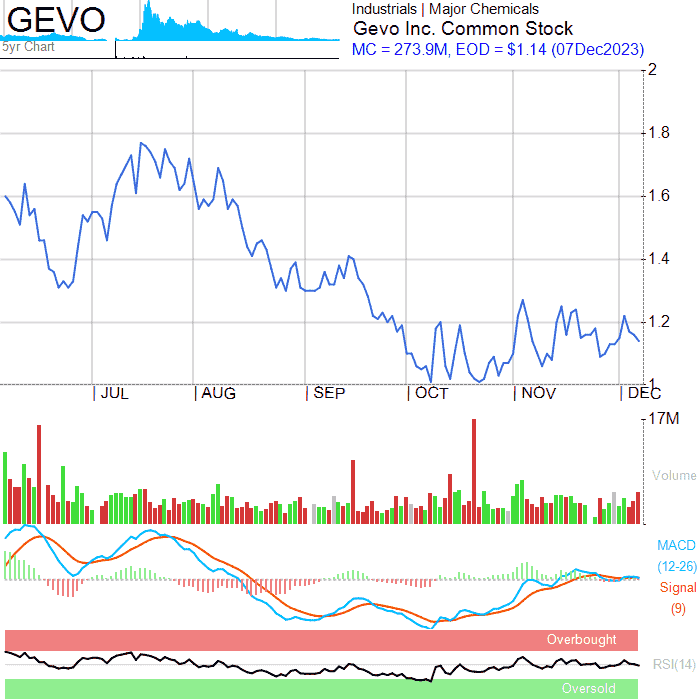 GEVO
5yr Chart
Industrials | Major Chemicals
Gevo Inc. Common Stock
MC = 273.9M, EOD = $1.14 (07Dec2023)
2
1.8
1.6
1.4
1.2
1
JUL AUG SEP OCT NOV DEC
17M
Volume
MACD
(12-26)
Signal
(9)
Overbought
RSI(14)
Oversold